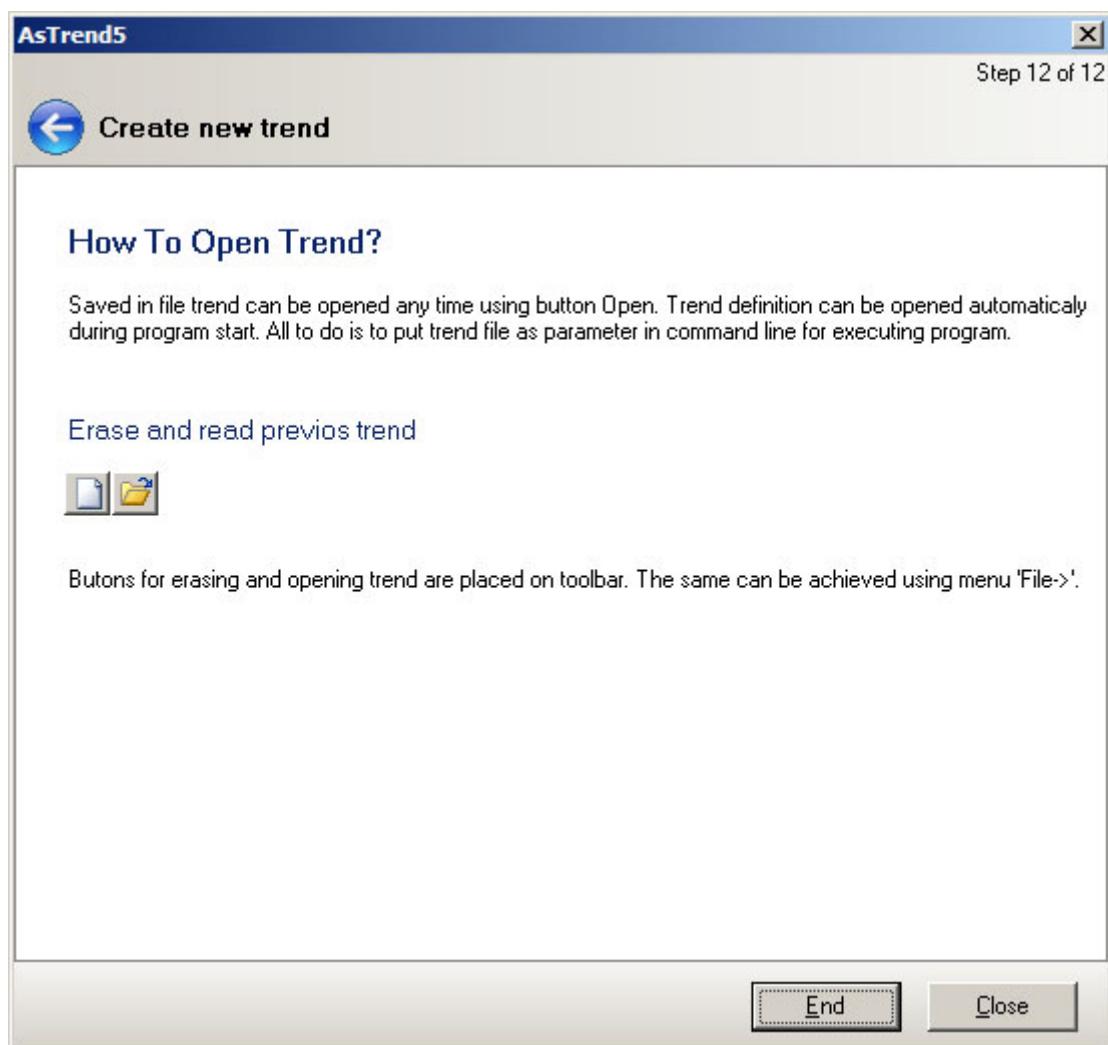 AsTrend5
Step 12 of 12
Create new trend
How To Open Trend?
Saved in file trend can be opened any time using button Open. Trend definition can be opened automaticaly
during program start. All to do is to put trend file as parameter in command line for executing program.
Erase and read previos trend
Butons for erasing and opening trend are placed on toolbar. The same can be achieved using menu 'File->'.
End
Close